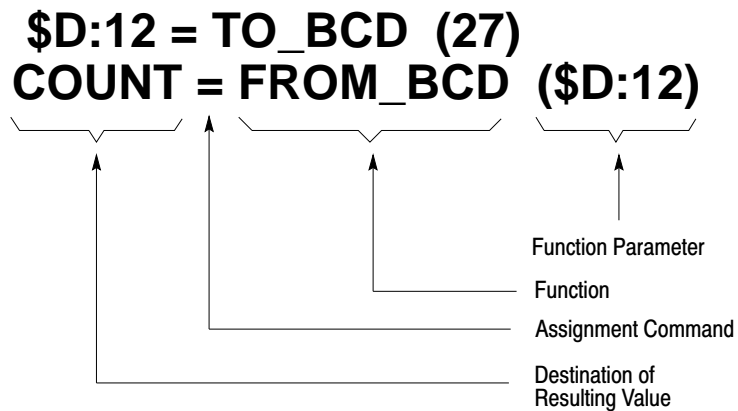 $D:12 = TO_BCD (27)
COUNT = FROM_BCD ($D:12)
Function Parameter
Function
Assignment Command
Destination of
Resulting Value